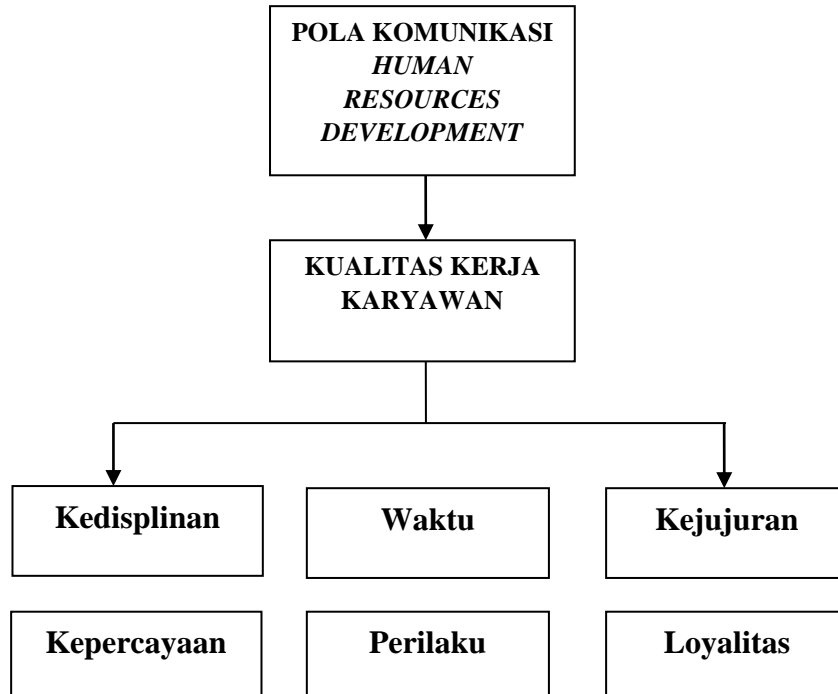 POLA KOMUNIKASI
HUMAN
RESOURCES
DEVELOPMENT
KUALITAS KERJA
KARYAWAN
Kedisplinan
Waktu
Kejujuran
Kepercayaan
Perilaku
Loyalitas